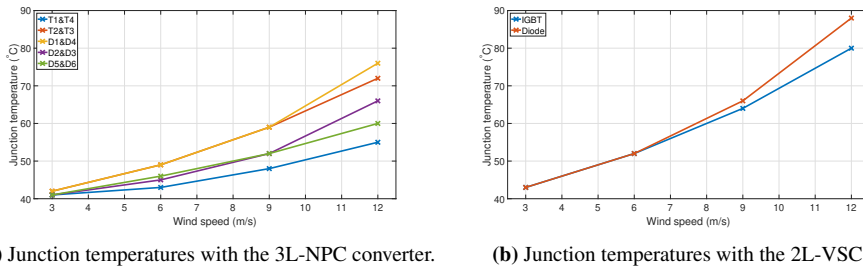 T1&T4
T2&T3
D1&D4
D2&D3
D5&D6
Junction temperature (°C)
90
80
70
60
50
40
3 4 5 6 7 8 9 10 11 12
Wind speed (m/s)
) Junction temperatures with the 3L-NPC converter.
IGBT
Diode
Junction temperature (°C)
90
80
70
60
50
40
3 4 5 6 7 8 9 10 11 12
Wind speed (m/s)
(b) Junction temperatures with the 2L-VSC